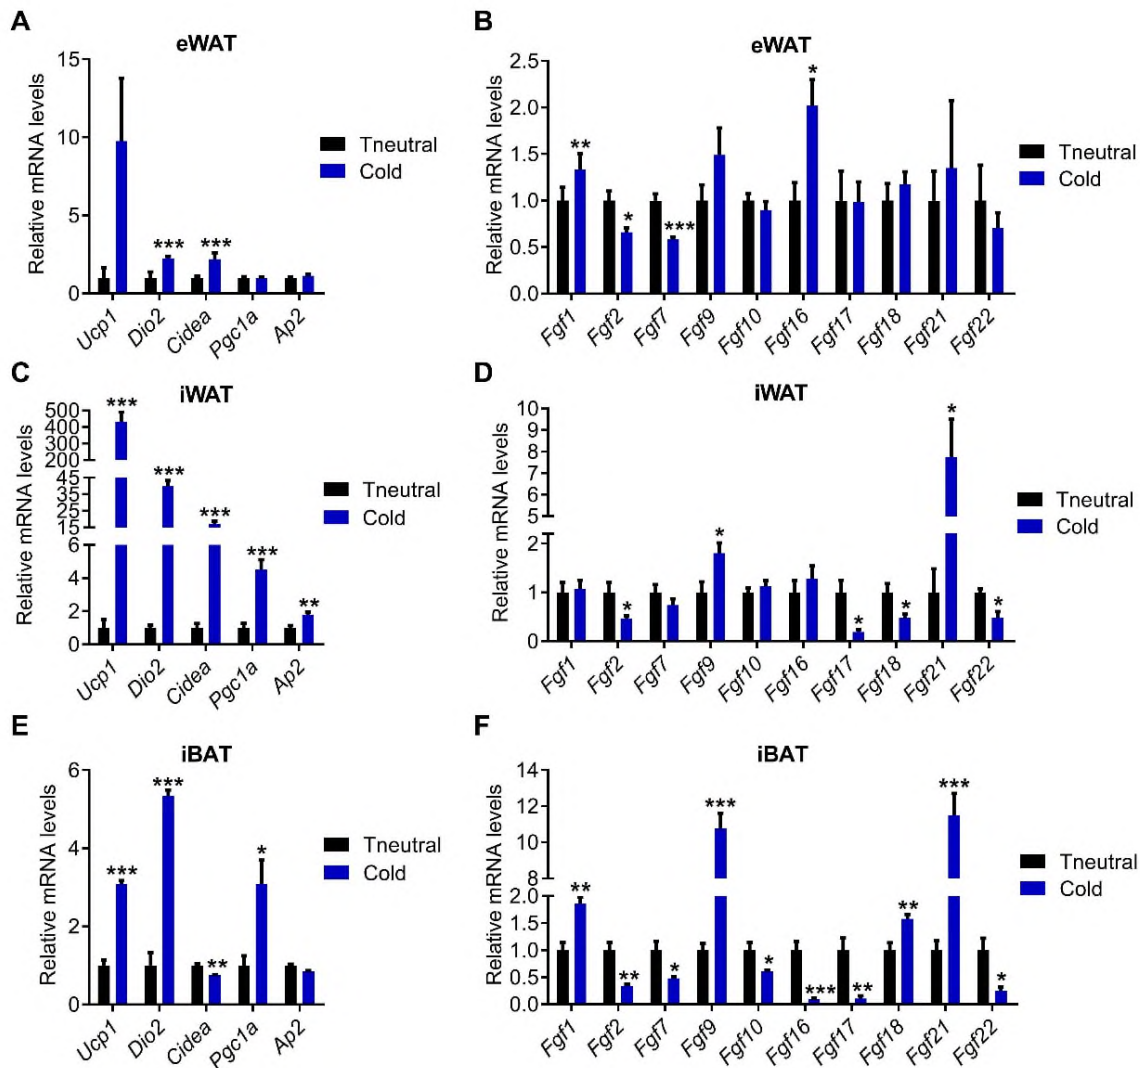 A
eWAT
Relative mRNA levels
15
10
5
0
***
***
Ucp1
Dio2
Cidea
Pgc1a
Ap2
Tneutral
Cold
B
eWAT
Relative mRNA levels
2.5
2.0
1.5
1.0
0.5
0.0
**
*
***
*
Fgf1
Fgf2
Fgf7
Fgf9
Fgf10
Fgf16
Fgf17
Fgf18
Fgf21
Fgf22
Tneutral
Cold
C
iWAT
Relative mRNA levels
500
400
300
200
45
35
25
15
6
4
2
0
***
***
***
***
**
Ucp1
Dio2
Cidea
Pgc1a
Ap2
Tneutral
Cold
D
iWAT
Relative mRNA levels
10
9
8
7
6
5
2
1
0
*
*
*
*
*
*
Fgf1
Fgf2
Fgf7
Fgf9
Fgf10
Fgf16
Fgf17
Fgf18
Fgf21
Fgf22
Tneutral
Cold
E
iBAT
Relative mRNA levels
6
4
2
0
***
***
**
*
Ucp1
Dio2
Cidea
Pgc1a
Ap2
Tneutral
Cold
F
iBAT
Relative mRNA levels
14
12
10
8
2.0
1.5
1.0
0.5
0.0
**
**
*
***
*
***
**
**
***
*
Fgf1
Fgf2
Fgf7
Fgf9
Fgf10
Fgf16
Fgf17
Fgf18
Fgf21
Fgf22
Tneutral
Cold